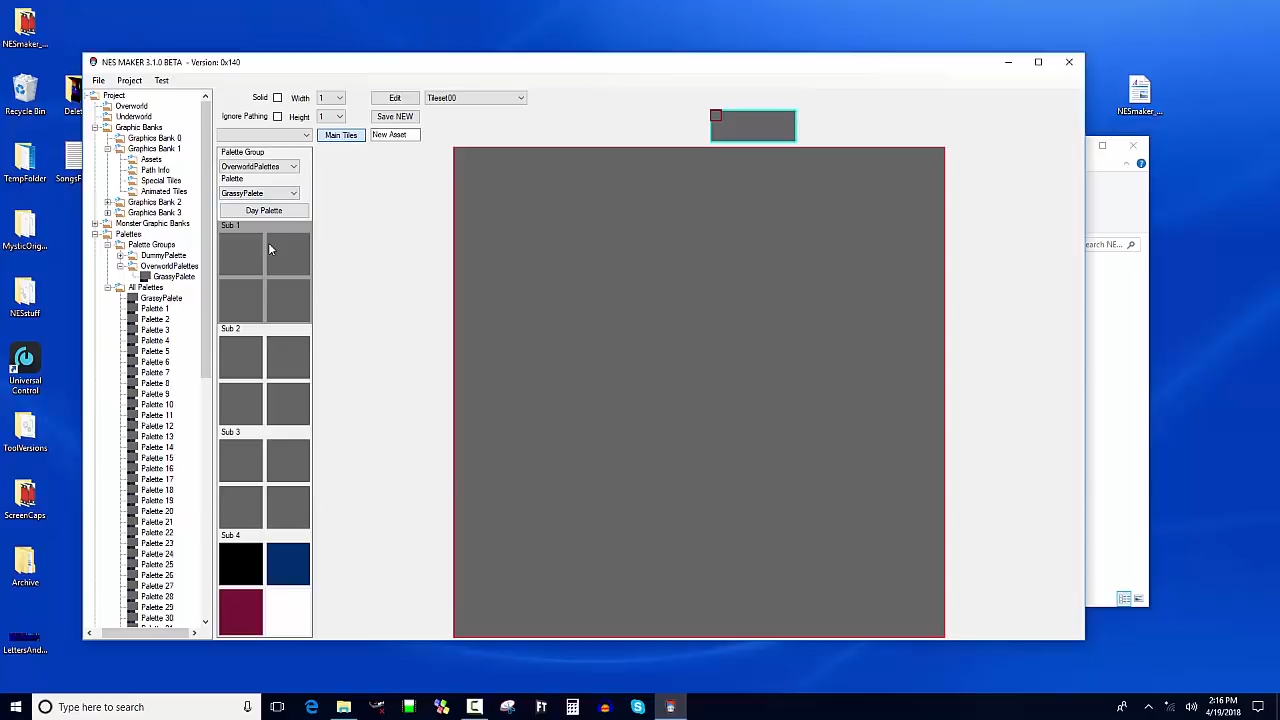 NESmaker_...
Recycle Bin
Delet
TempFolder
SongsF
MysticOrig...
NESstuff
Universal
Control
ToolVersions
ScreenCaps
Archive
LettersAnd...
NES MAKER 3.1.0 BETA - Version: 0x140
File Project Test
Project
Overworld
Underworld
Graphic Banks
Graphics Bank 0
Graphics Bank 1
Assets
Path Info
Special Tiles
Animated Tiles
Graphics Bank 2
Graphics Bank 3
Monster Graphic Banks
Palettes
Palette Groups
DummyPalette
OverworldPalettes
GrassyPalete
All Palettes
GrassyPalete
Palette 1
Palette 2
Palette 3
Palette 4
Palette 5
Palette 6
Palette 7
Palette 8
Palette 9
Palette 10
Palette 11
Palette 12
Palette 13
Palette 14
Palette 15
Palette 16
Palette 17
Palette 18
Palette 19
Palette 20
Palette 21
Palette 22
Palette 23
Palette 24
Palette 25
Palette 26
Palette 27
Palette 28
Palette 29
Palette 30
Solid Width 1 Edit Tileset00
Ignore Pathing Height 1 Save NEW
Main Tiles New Asset
Palette Group
OverworldPalettes
Palette
GrassyPalete
Day Palette
Sub 1
Sub 2
Sub 3
Sub 4
NESmaker_...
earch NE...
Type here to search
2:16 PM
4/19/2018